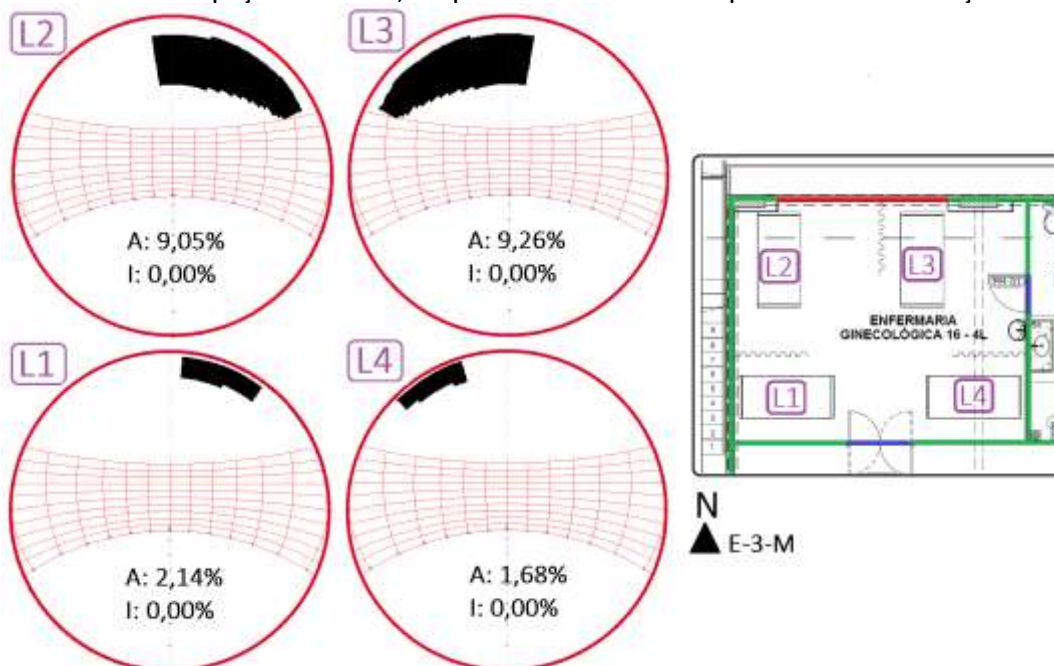 L2
A: 9,05%
I: 0,00%
L3
A: 9,26%
I: 0,00%
L1
A: 2,14%
I: 0,00%
L4
A: 1,68%
I: 0,00%
L2
L3
ENFERMARIA
GINECOLÓGICA 16 - 4L
L1
L4
N
E-3-M